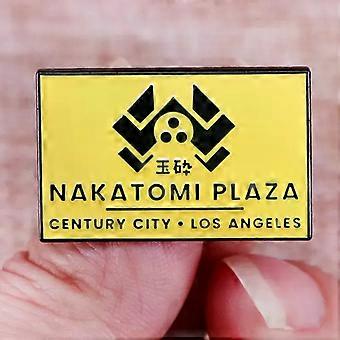 玉砕
NAKATOMI PLAZA
CENTURY CITY • LOS ANGELES